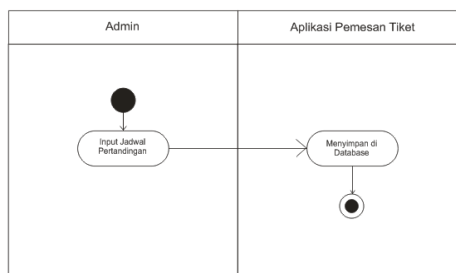 Admin
Aplikasi Pemesan Tiket
Input Jadwal
Pertandingan
Menyimpan di
Database